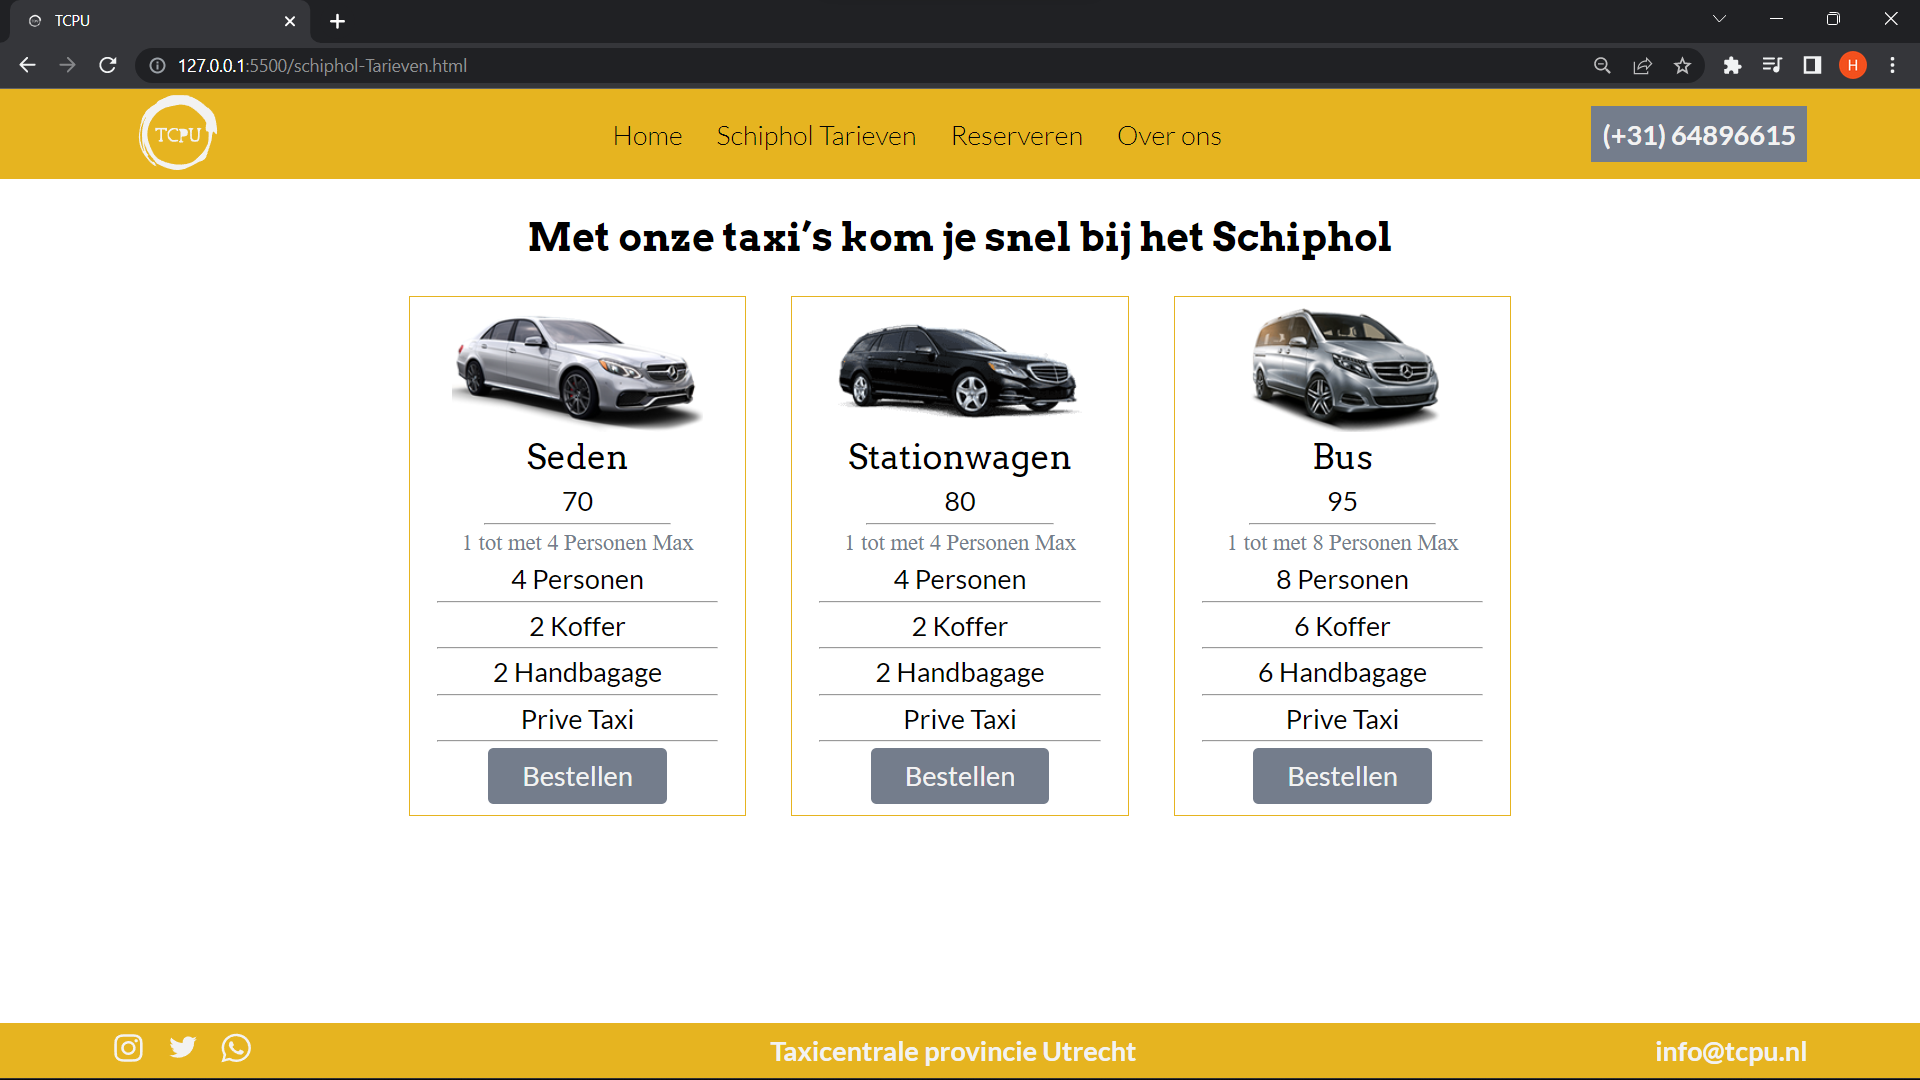 TCPU
127.0.0.1:5500/schiphol-Tarieven.html
H
TCPU
Home Schiphol Tarieven Reserveren Over ons
(+31) 64896615
Met onze taxi's kom je snel bij het Schiphol
Seden
70
1 tot met 4 Personen Max
4 Personen
2 Koffer
2 Handbagage
Prive Taxi
Bestellen
Stationwagen
80
1 tot met 4 Personen Max
4 Personen
2 Koffer
2 Handbagage
Prive Taxi
Bestellen
Bus
95
1 tot met 8 Personen Max
8 Personen
6 Koffer
6 Handbagage
Prive Taxi
Bestellen
Taxicentrale provincie Utrecht
info@tcpu.nl